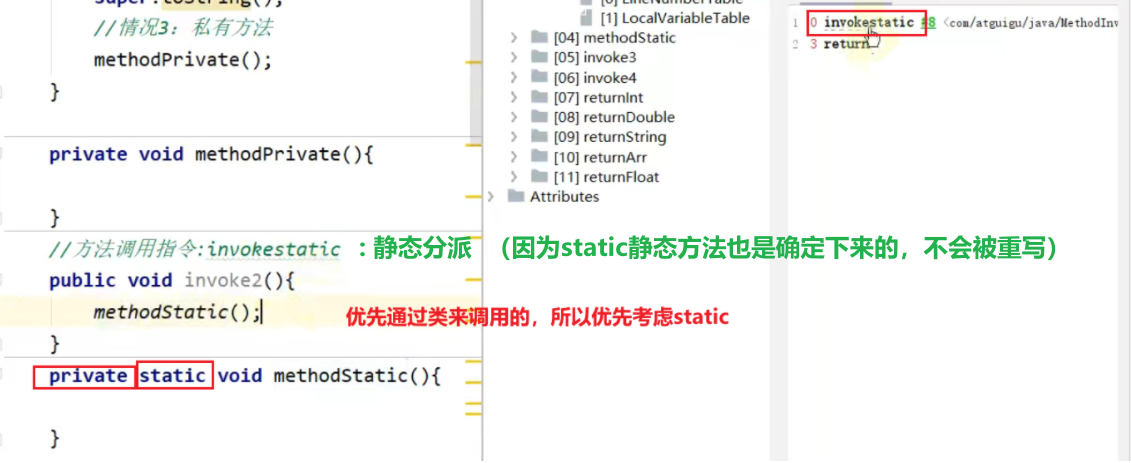 super.toString();
//情况3：私有方法
methodPrivate();
}
private void methodPrivate(){
}
//方法调用指令:invokestatic ：静态分派 （因为static静态方法也是确定下来的，不会被重写）
public void invoke2(){
methodStatic();
优先通过类来调用的，所以优先考虑static
}
private static void methodStatic(){
}
[0] LineNumberTable
[1] LocalVariableTable
[04] methodStatic
[05] invoke3
[06] invoke4
[07] returnInt
[08] returnDouble
[09] returnString
[10] returnArr
[11] returnFloat
Attributes
1 0 invokestatic #8 <com/atguigu/java/MethodInv
2 3 return